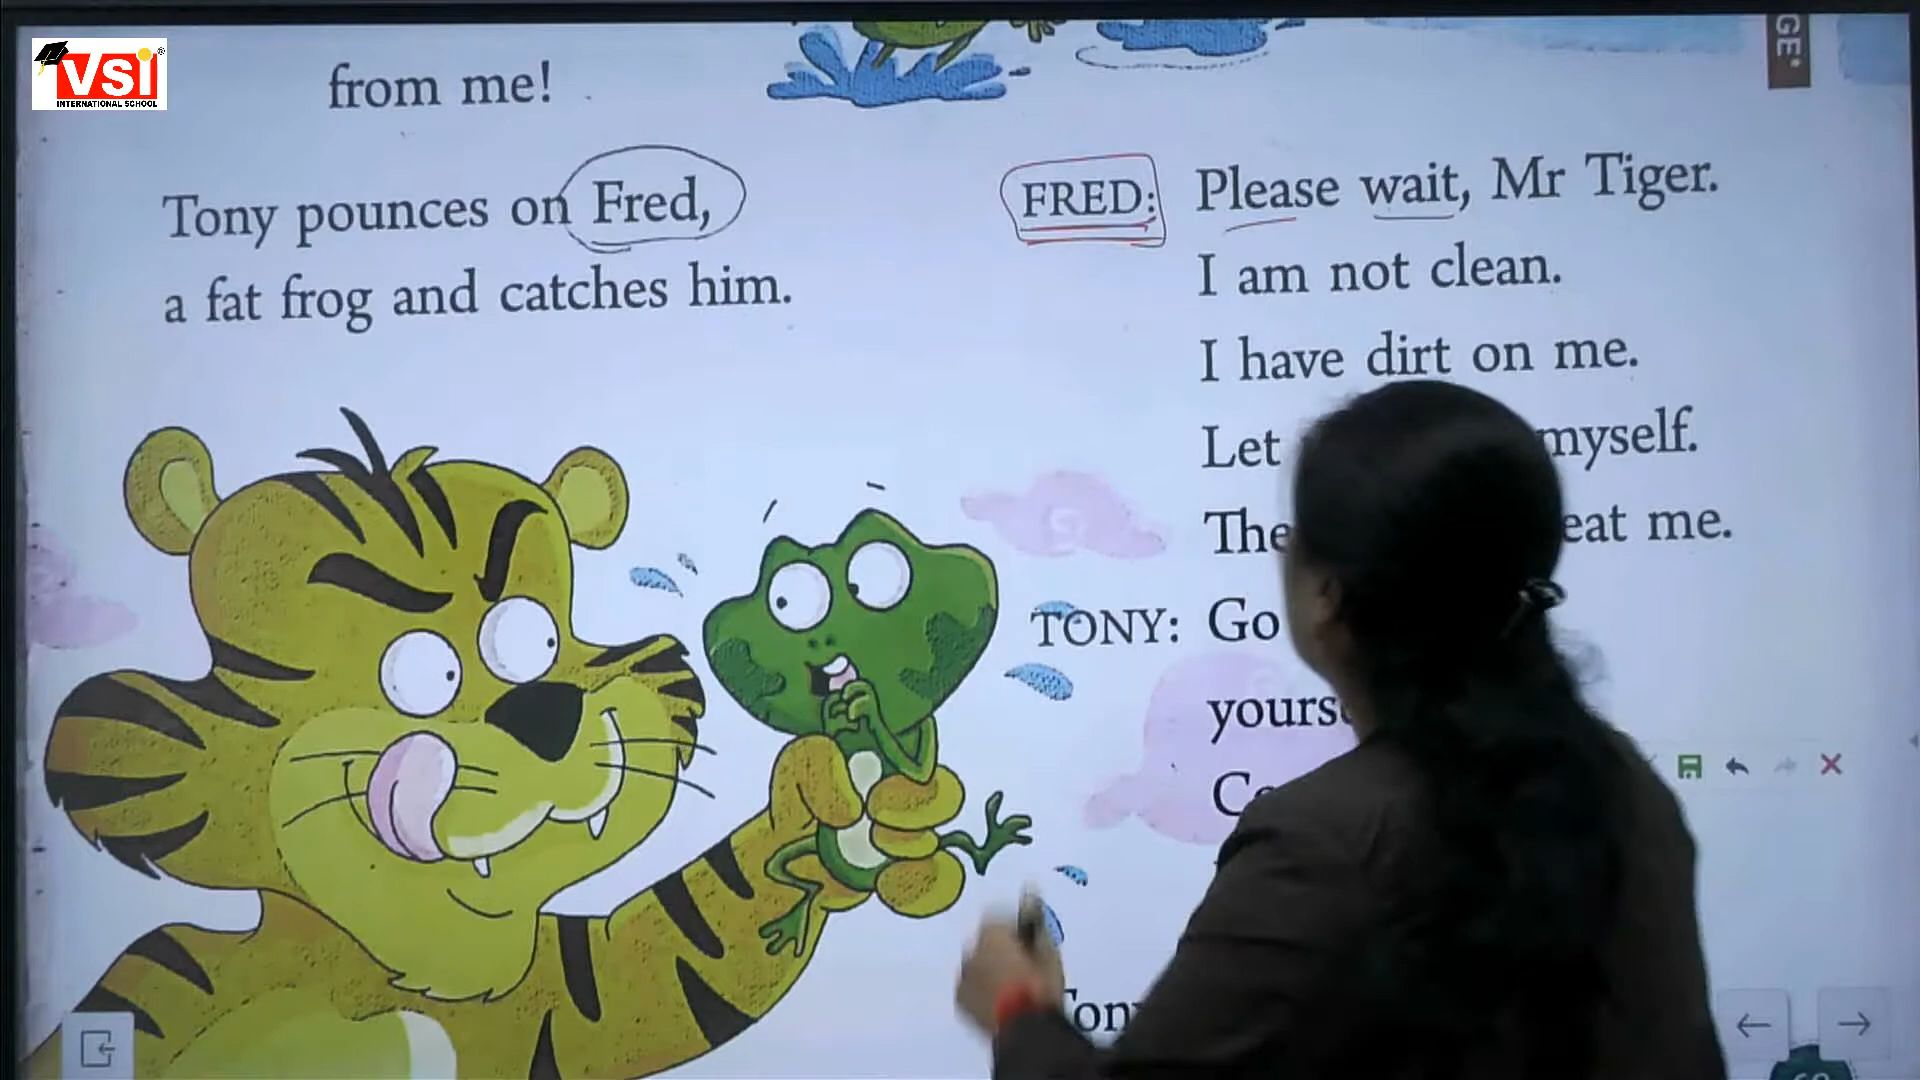 VSI
INTERNATIONAL SCHOOL
GE
from me!
Tony pounces on Fred,
a fat frog and catches him.
FRED: Please wait, Mr Tiger.
I am not clean.
I have dirt on me.
Let myself.
eat me.
TONY: Go